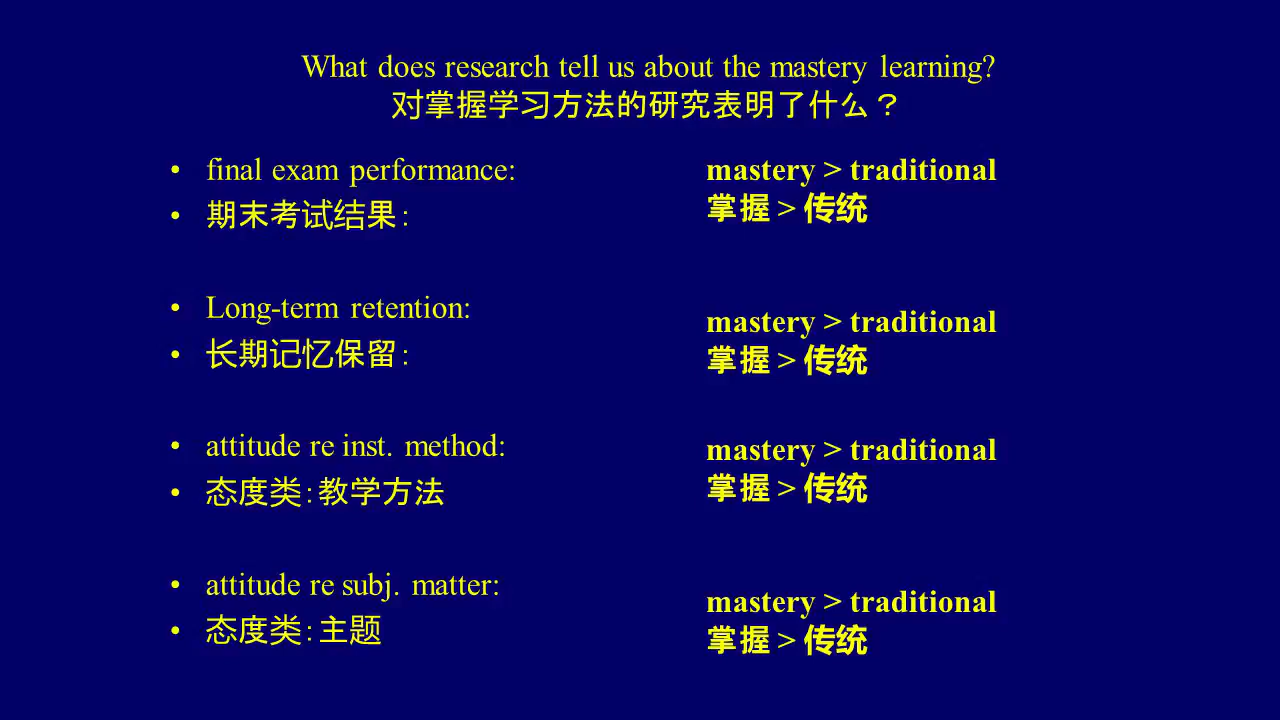 What does research tell us about the mastery learning?
对掌握学习方法的研究表明了什么？
• final exam performance:
mastery > traditional
• 期末考试结果:
掌握 > 传统
• Long-term retention:
mastery > traditional
• 长期记忆保留:
掌握 > 传统
• attitude re inst. method:
mastery > traditional
• 态度类:教学方法
掌握 > 传统
• attitude re subj. matter:
mastery > traditional
• 态度类:主题
掌握 > 传统